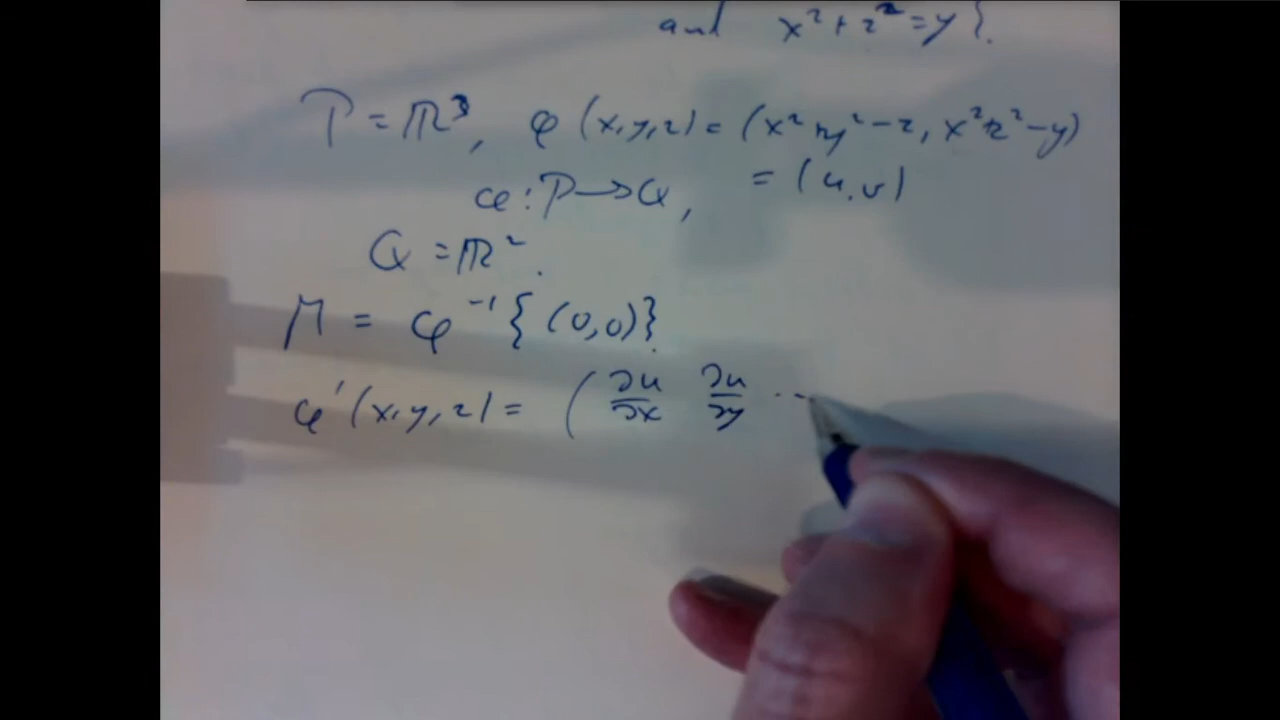 and x²+z²=y}.
P=ℝ³, φ(x,y,z)=(x²+y²-z, x²+z²-y)
φ:P→Q, =(u,v)
Q=ℝ².
M = φ⁻¹{(0,0)}.
φ'(x,y,z)= (∂u/∂x ∂u/∂y ...